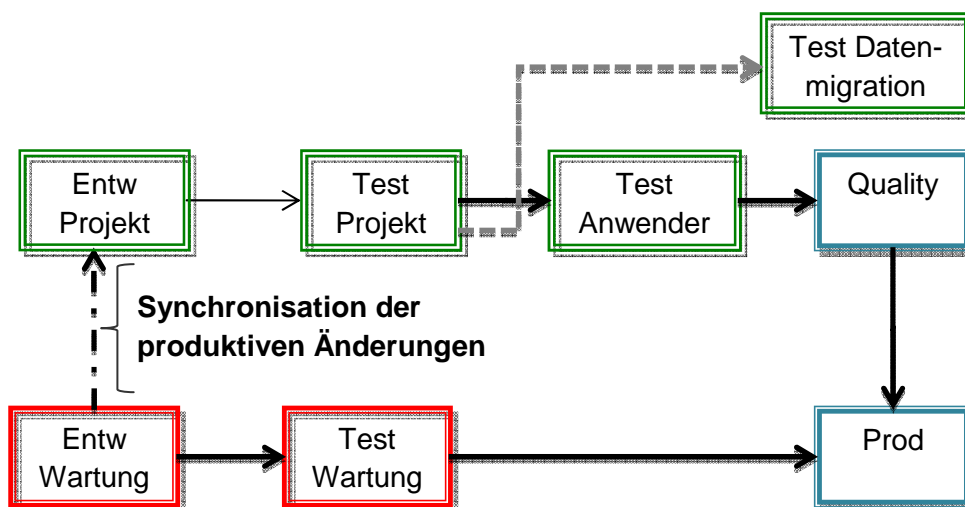 Test Daten-
migration
Entw
Projekt
Test
Projekt
Test
Anwender
Quality
Synchronisation der
produktiven Änderungen
Entw
Wartung
Test
Wartung
Prod